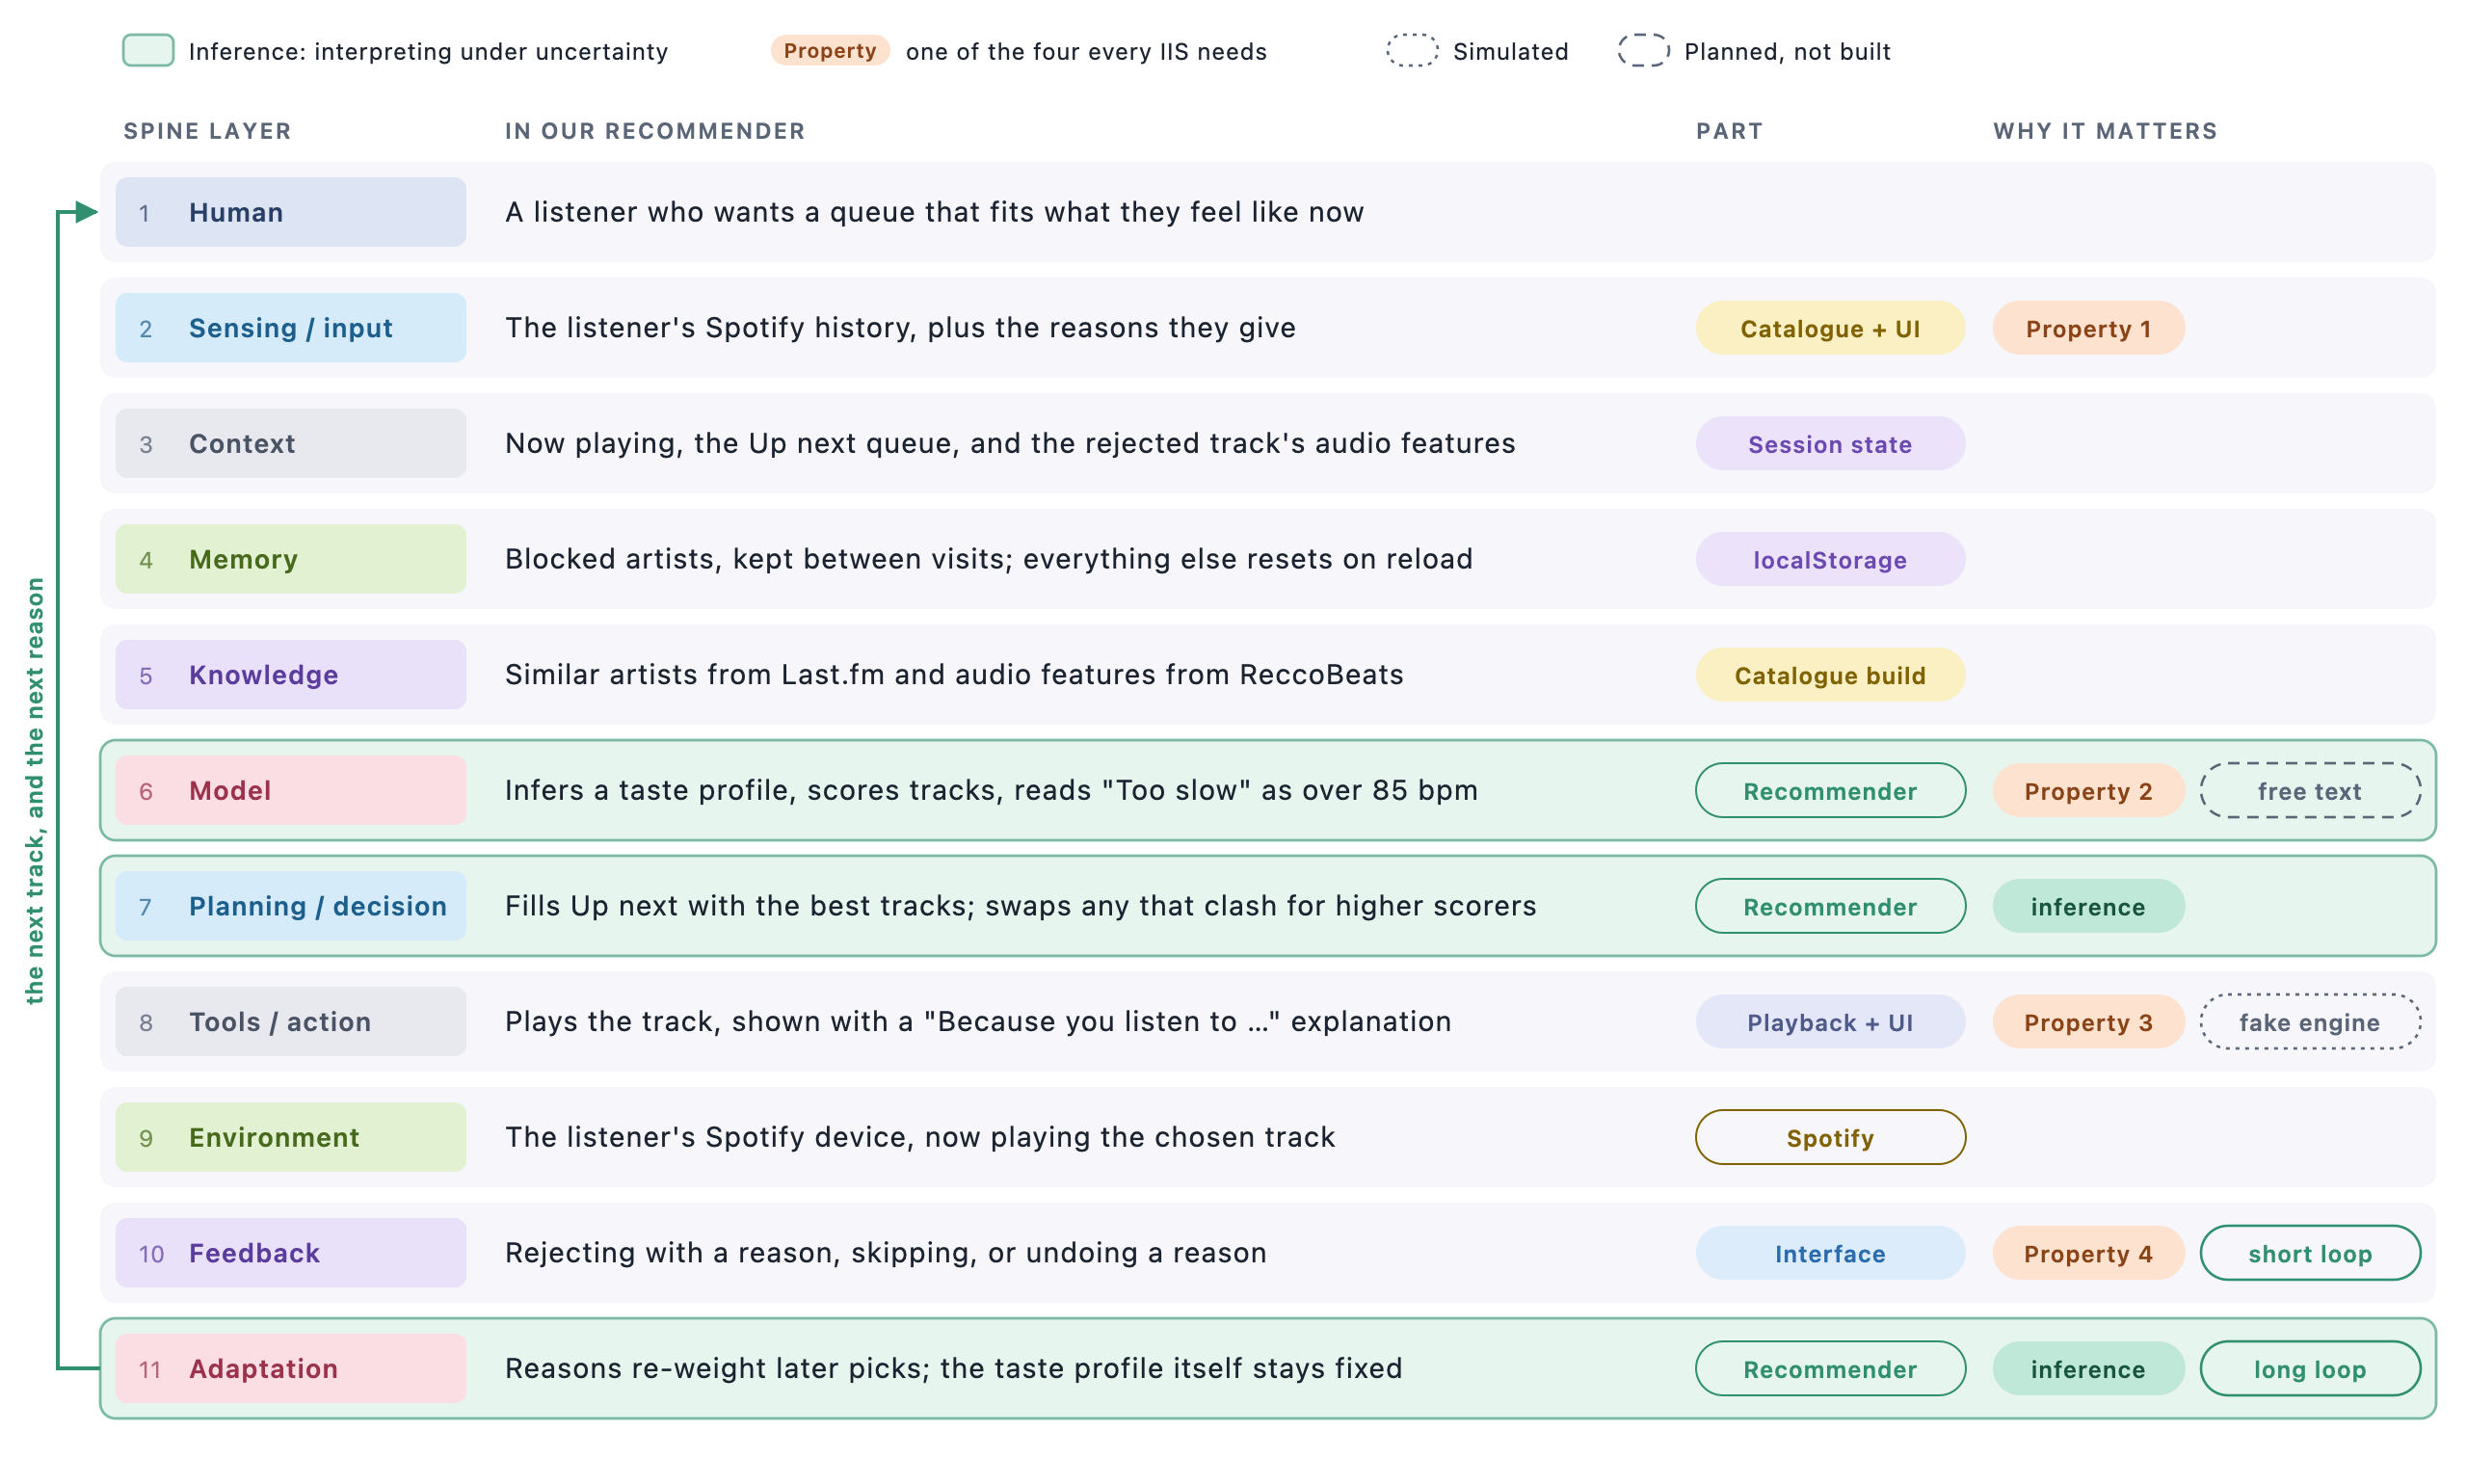 Inference: interpreting under uncertainty
Property one of the four every IIS needs
Simulated
Planned, not built
SPINE LAYER IN OUR RECOMMENDER PART WHY IT MATTERS
1 Human A listener who wants a queue that fits what they feel like now
2 Sensing / input The listener's Spotify history, plus the reasons they give Catalogue + UI Property 1
3 Context Now playing, the Up next queue, and the rejected track's audio features Session state
4 Memory Blocked artists, kept between visits; everything else resets on reload localStorage
5 Knowledge Similar artists from Last.fm and audio features from ReccoBeats Catalogue build
6 Model Infers a taste profile, scores tracks, reads "Too slow" as over 85 bpm Recommender Property 2 free text
7 Planning / decision Fills Up next with the best tracks; swaps any that clash for higher scorers Recommender inference
8 Tools / action Plays the track, shown with a "Because you listen to ..." explanation Playback + UI Property 3 fake engine
9 Environment The listener's Spotify device, now playing the chosen track Spotify
10 Feedback Rejecting with a reason, skipping, or undoing a reason Interface Property 4 short loop
11 Adaptation Reasons re-weight later picks; the taste profile itself stays fixed Recommender inference long loop
the next track, and the next reason